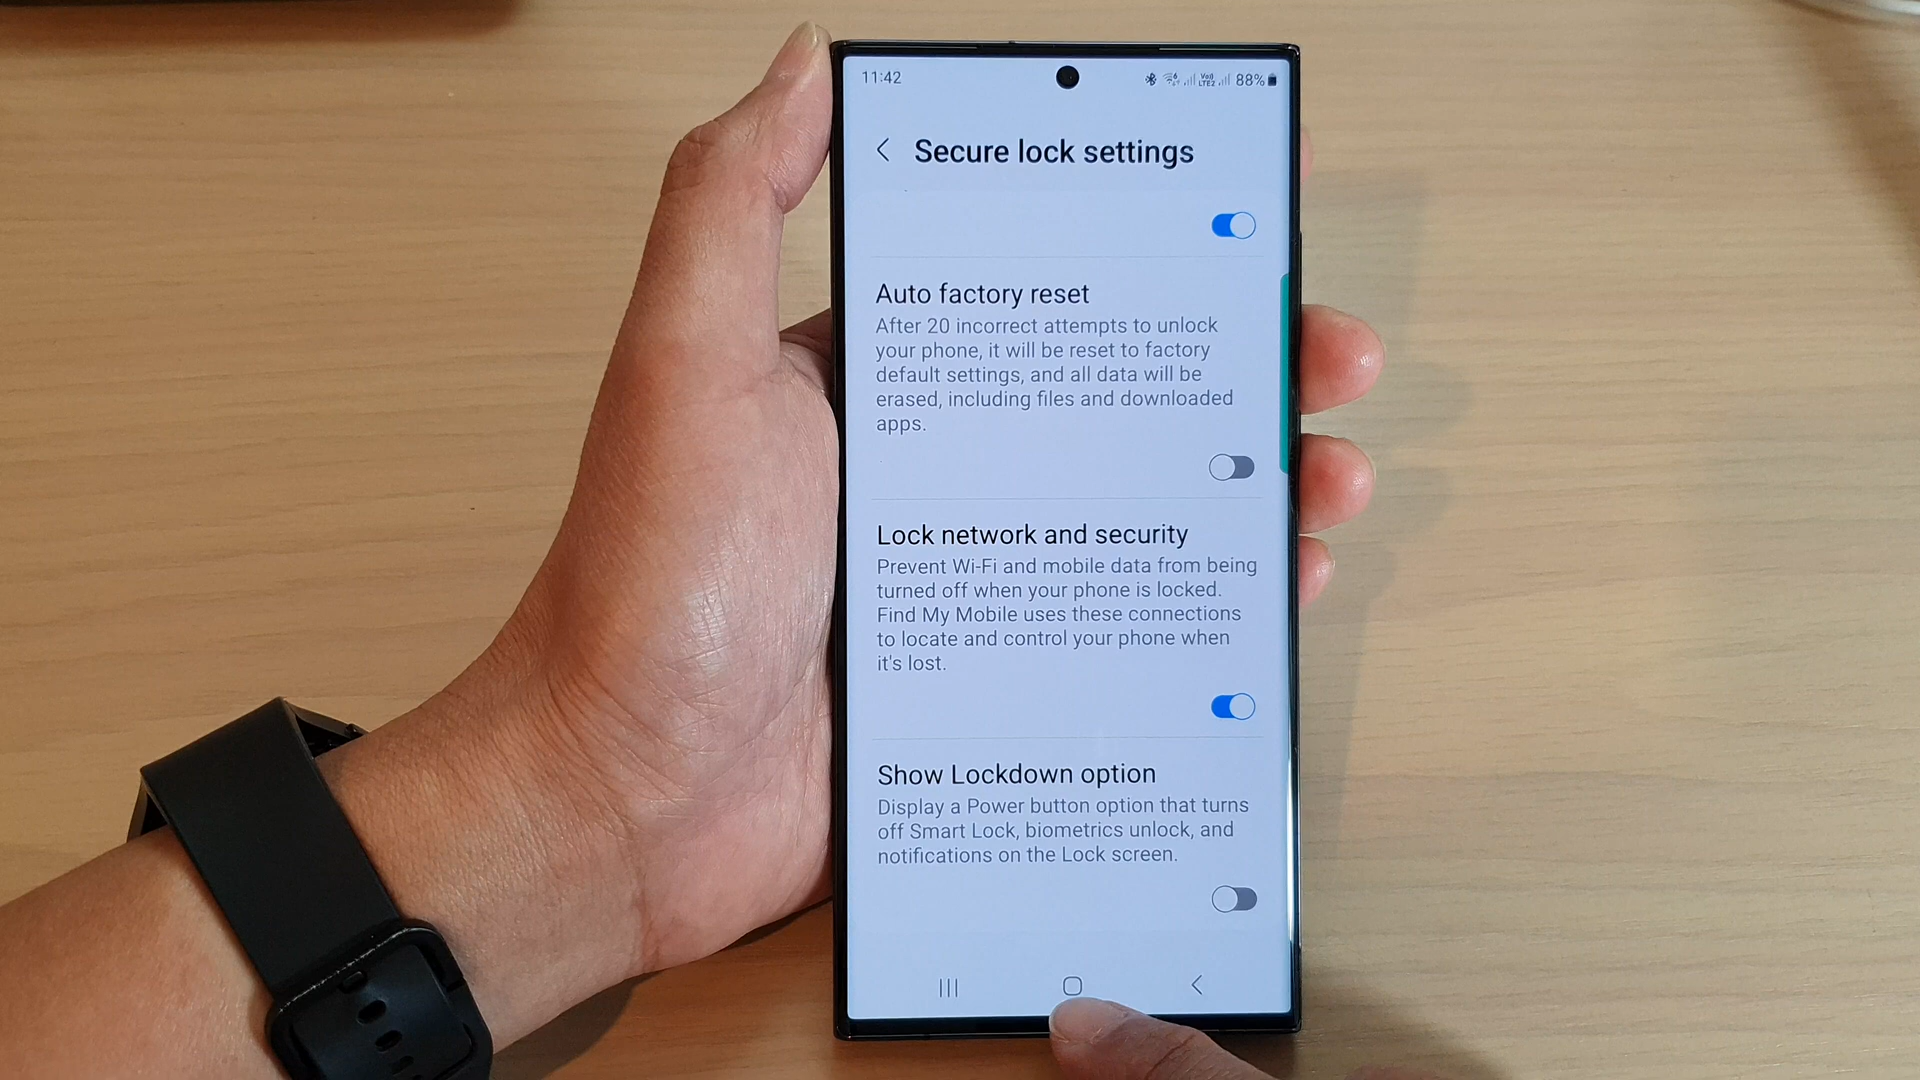 11:42
88%
Secure lock settings
Auto factory reset
After 20 incorrect attempts to unlock
your phone, it will be reset to factory
default settings, and all data will be
erased, including files and downloaded
apps.
Lock network and security
Prevent Wi-Fi and mobile data from being
turned off when your phone is locked.
Find My Mobile uses these connections
to locate and control your phone when
it's lost.
Show Lockdown option
Display a Power button option that turns
off Smart Lock, biometrics unlock, and
notifications on the Lock screen.